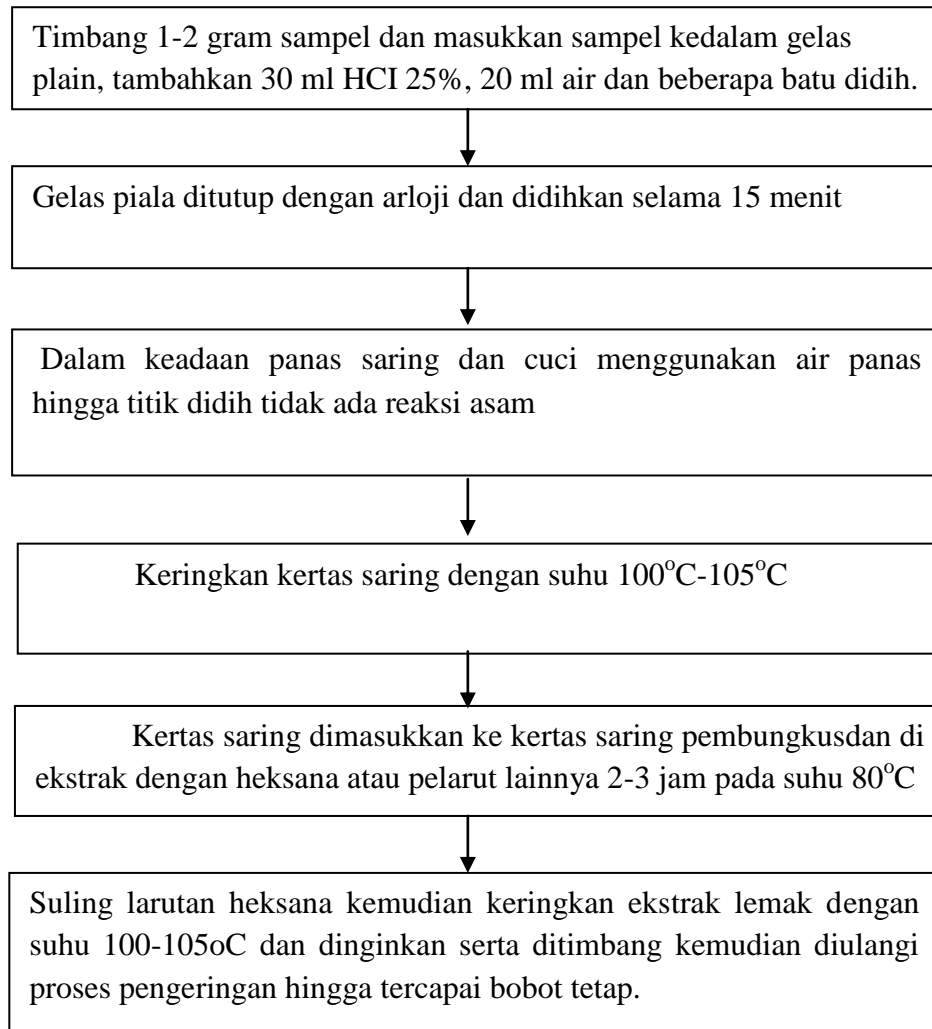 Timbang 1-2 gram sampel dan masukkan sampel kedalam gelas
plain, tambahkan 30 ml HCI 25%, 20 ml air dan beberapa batu didih.
Gelas piala ditutup dengan arloji dan didihkan selama 15 menit
Dalam keadaan panas saring dan cuci menggunakan air panas
hingga titik didih tidak ada reaksi asam
Keringkan kertas saring dengan suhu 100°C-105°C
Kertas saring dimasukkan ke kertas saring pembungkusdan di
ekstrak dengan heksana atau pelarut lainnya 2-3 jam pada suhu 80°C
Suling larutan heksana kemudian keringkan ekstrak lemak dengan
suhu 100-105oC dan dinginkan serta ditimbang kemudian diulangi
proses pengeringan hingga tercapai bobot tetap.